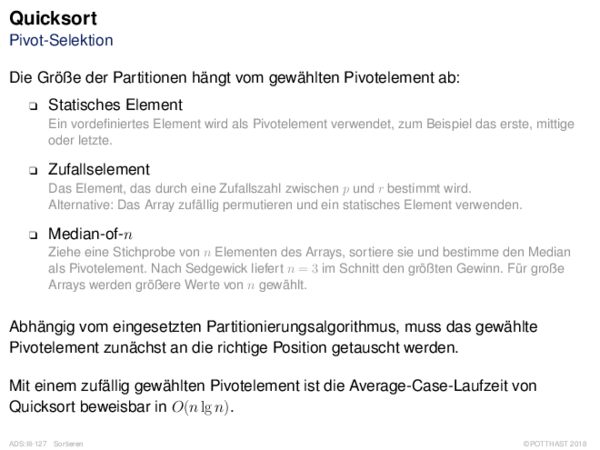 Quicksort
Pivot-Selektion
Die Größe der Partitionen hängt vom gewählten Pivotelement ab:
❑ Statisches Element
Ein vordefiniertes Element wird als Pivotelement verwendet, zum Beispiel das erste, mittige
oder letzte.
❑ Zufallselement
Das Element, das durch eine Zufallszahl zwischen p und r bestimmt wird.
Alternative: Das Array zufällig permutieren und ein statisches Element verwenden.
❑ Median-of-n
Ziehe eine Stichprobe von n Elementen des Arrays, sortiere sie und bestimme den Median
als Pivotelement. Nach Sedgewick liefert n = 3 im Schnitt den größten Gewinn. Für große
Arrays werden größere Werte von n gewählt.
Abhängig vom eingesetzten Partitionierungsalgorithmus, muss das gewählte
Pivotelement zunächst an die richtige Position getauscht werden.
Mit einem zufällig gewählten Pivotelement ist die Average-Case-Laufzeit von
Quicksort beweisbar in O(n lg n).
ADS:III-127 Sortieren
© POTTHAST 2018